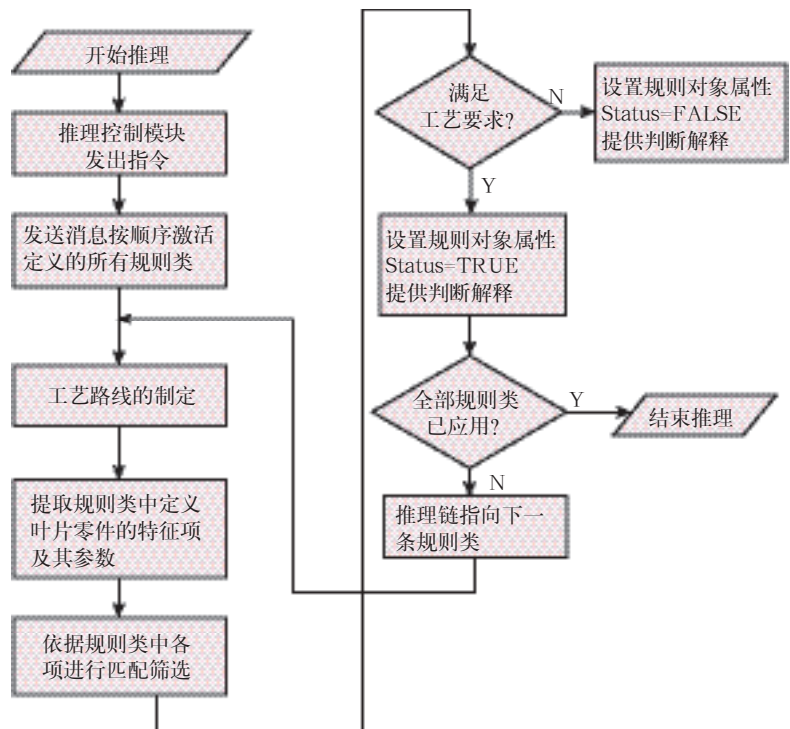 开始推理
推理控制模块
发出指令
发送消息按顺序激活
定义的所有规则类
工艺路线的制定
提取规则类中定义
叶片零件的特征项
及其参数
依据规则类中各
项进行匹配筛选
满足
工艺要求?
N
设置规则对象属性
Status=FALSE
提供判断解释
Y
设置规则对象属性
Status=TRUE
提供判断解释
全部规则类
已应用?
Y
结束推理
N
推理链指向下一
条规则类